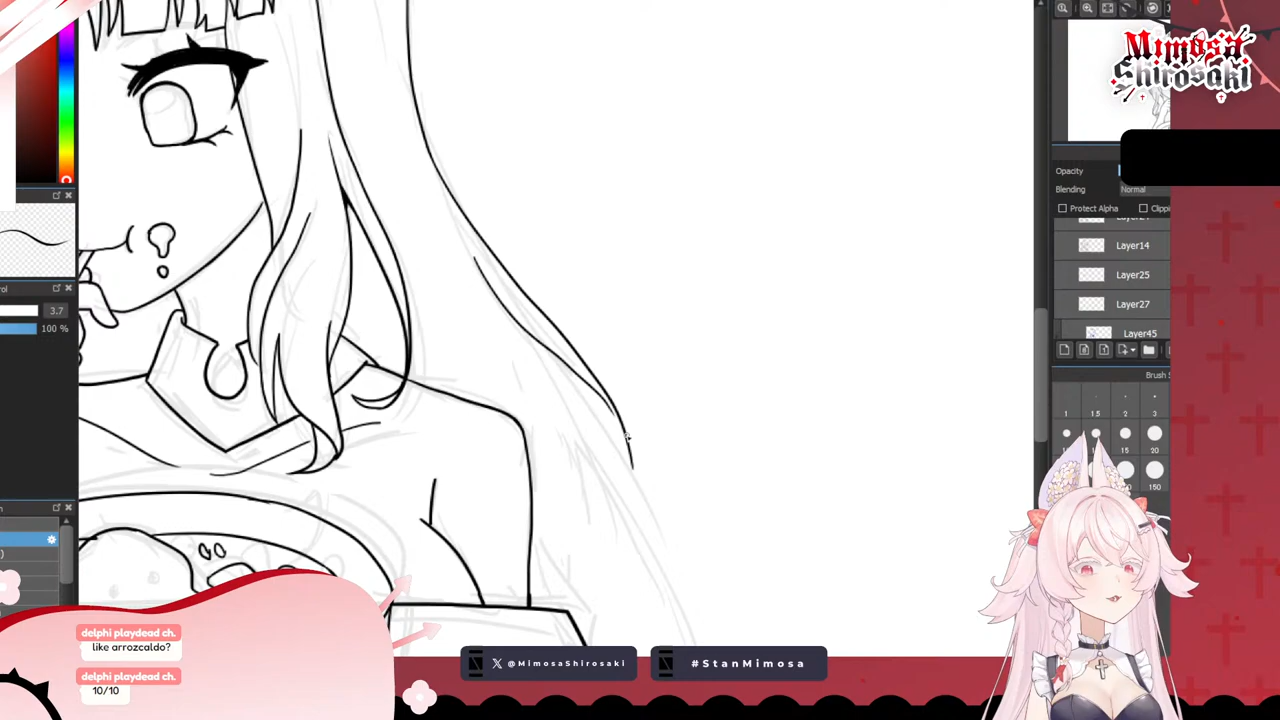 Mimosa
Shirosaki
Opacity
Blending
Normal
Protect Alpha
Clippi
Layer14
Layer25
Layer27
Layer45
3.7
100 %
Brush S
1
1.5
2
3
15
20
150
delphi playdead ch.
like arrozcaldo?
delphi playdead ch.
10/10
@MimosaShirosaki
#StanMimosa